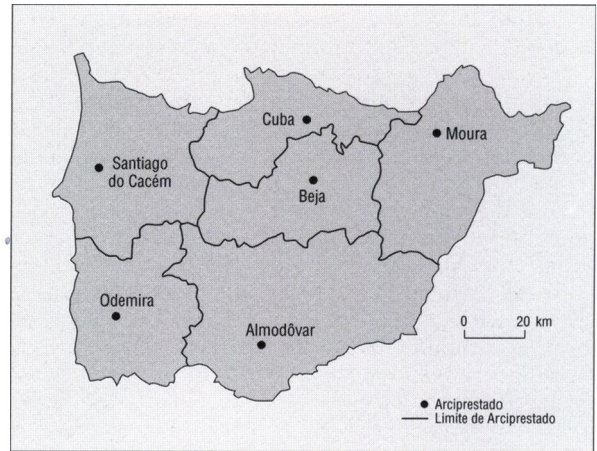 Cuba
Moura
Santiago
do Cacém
Beja
Odemira
Almodôvar
0 20 km
Arciprestado
Limite de Arciprestado